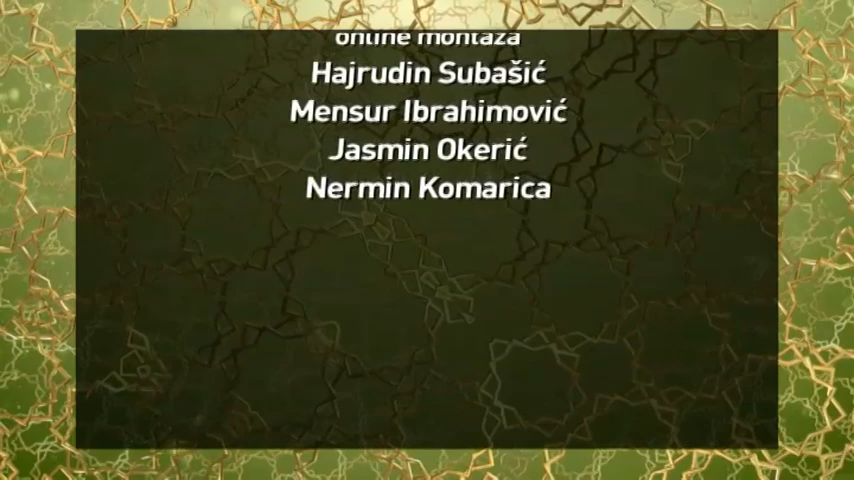 online montaža
Hajrudin Subašić
Mensur Ibrahimović
Jasmin Okerić
Nermin Komarica